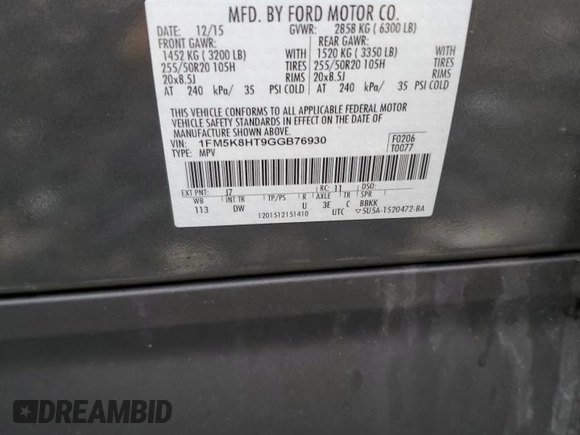 MFD. BY FORD MOTOR CO.
DATE: 12/15 GVWR: 2858 KG ( 6300 LB)
FRONT GAWR: REAR GAWR:
1452 KG ( 3200 LB) WITH 1520 KG ( 3350 LB) WITH
255/50R20 105H TIRES 255/50R20 105H TIRES
20x8.5J RIMS 20x8.5J RIMS
AT 240 kPa/ 35 PSI COLD AT 240 kPa/ 35 PSI COLD
THIS VEHICLE CONFORMS TO ALL APPLICABLE FEDERAL MOTOR
VEHICLE SAFETY STANDARDS IN EFFECT ON THE DATE OF
MANUFACTURE SHOWN ABOVE.
VIN: 1FM5K8HT9GGB76930 F0206
TYPE: MPV T0077
EXT PNT: J7 RC: 11 DSO:
WB INT TR TP/PS R AXLE TR SPR
113 DW U 3E C BBKK
1201512151410 UTC ▽5U5A-1520472-BA
DREAMBID